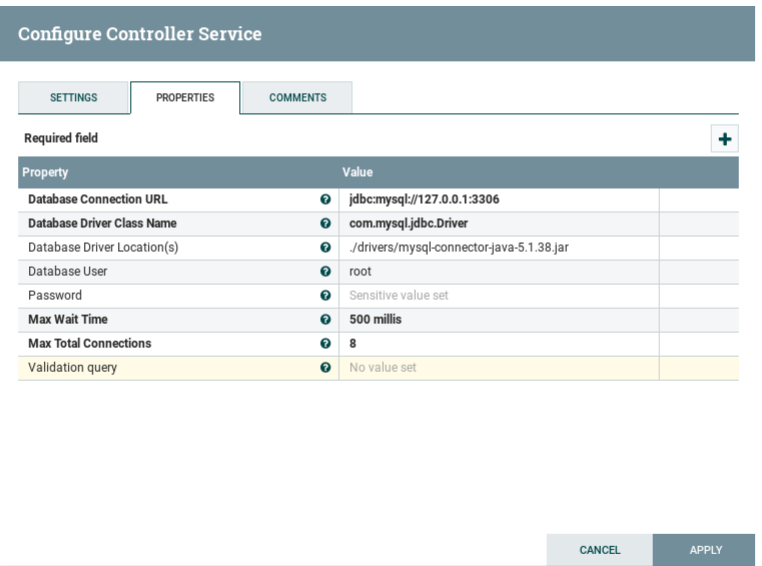 Configure Controller Service
SETTINGS PROPERTIES COMMENTS
Required field
Property Value
Database Connection URL jdbc:mysql://127.0.0.1:3306
Database Driver Class Name com.mysql.jdbc.Driver
Database Driver Location(s) ./drivers/mysql-connector-java-5.1.38.jar
Database User root
Password Sensitive value set
Max Wait Time 500 millis
Max Total Connections 8
Validation query No value set
CANCEL APPLY